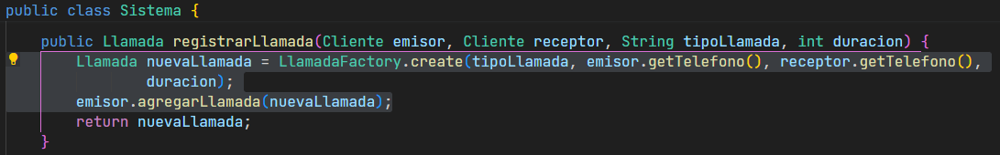 public class Sistema {
public Llamada registrarLlamada(Cliente emisor, Cliente receptor, String tipoLlamada, int duracion) {
Llamada nuevaLlamada = LlamadaFactory.create(tipoLlamada, emisor.getTelefono(), receptor.getTelefono(),
duracion);
emisor.agregarLlamada(nuevaLlamada);
return nuevaLlamada;
}